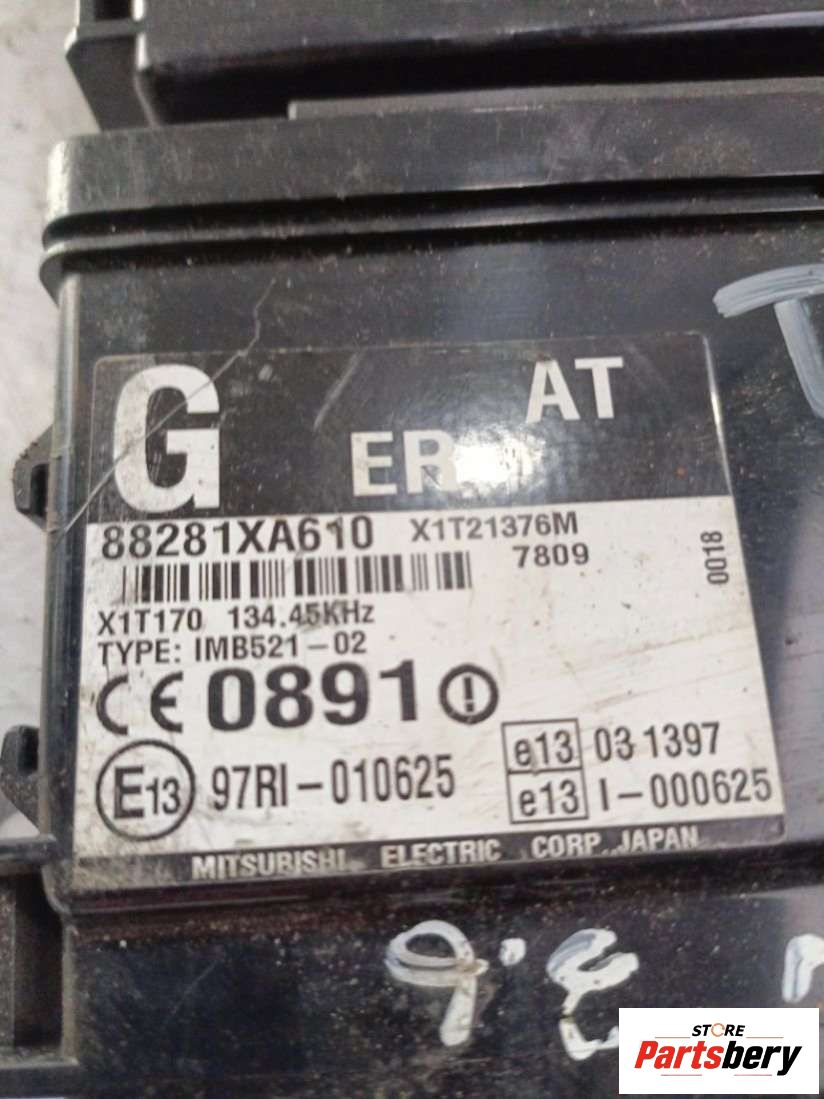 G
AT
ER
88281XA610 X1T21376M
7809
0018
X1T170 134.45KHz
TYPE: IMB521-02
CE 0891
E13 97RI-010625
e13 03 1397
e13 I-000625
MITSUBISHI ELECTRIC CORP. JAPAN
STORE
Partsbery